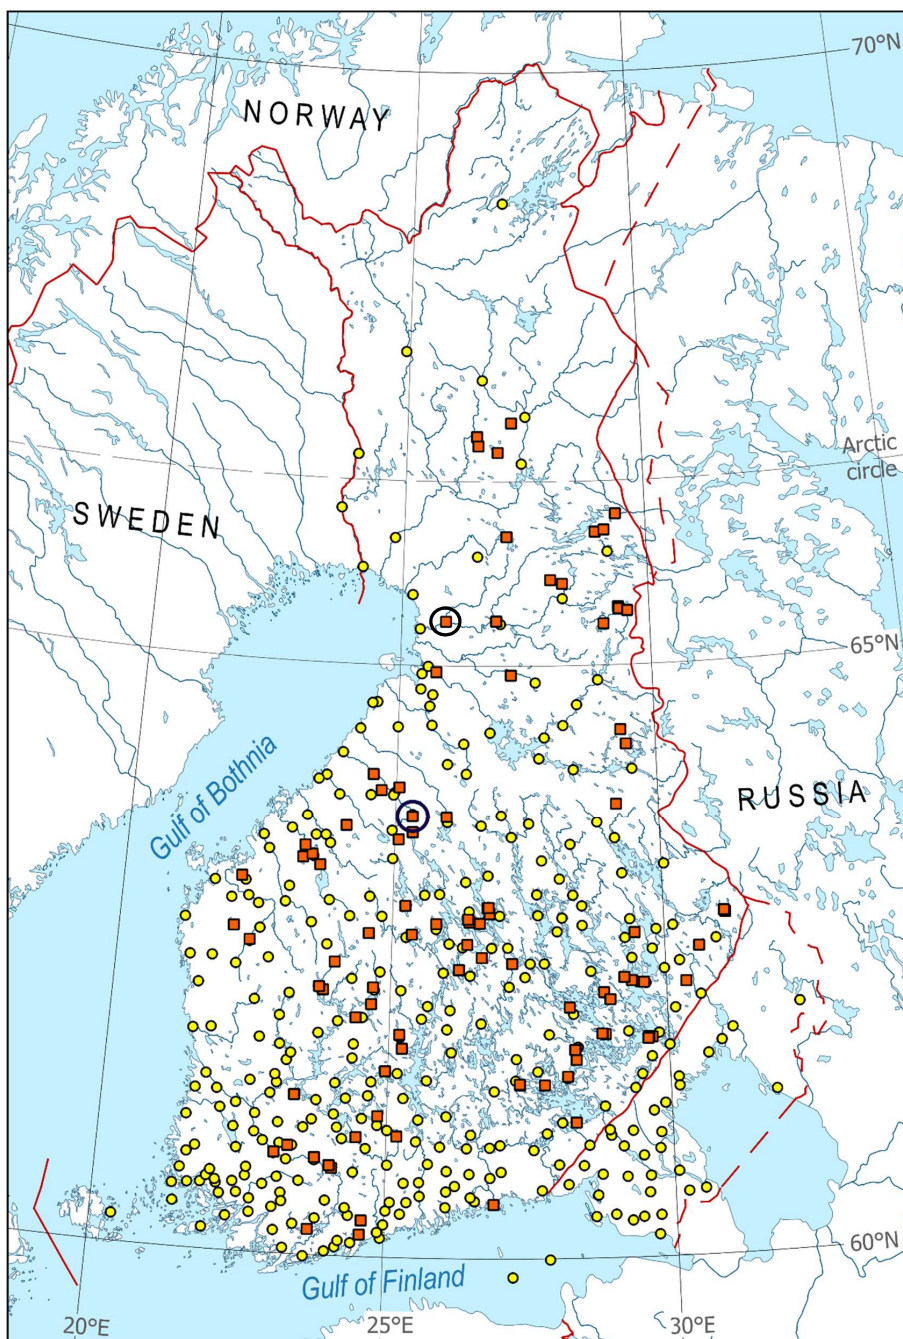 70°N
NORWAY
Arctic
circle
SWEDEN
65°N
Gulf of Bothnia
RUSSIA
60°N
Gulf of Finland
20°E
25°E
30°E